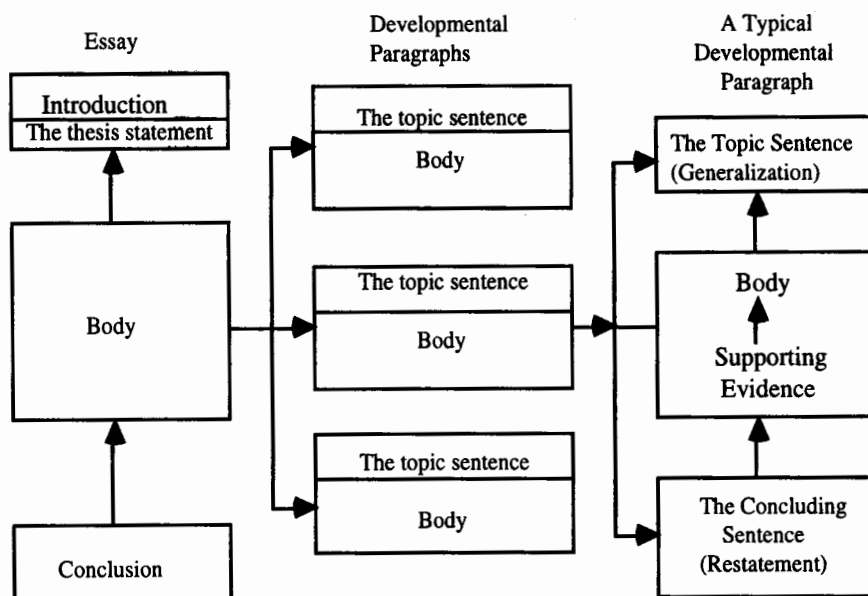 Essay
Introduction
The thesis statement
Body
Conclusion
Developmental
Paragraphs
The topic sentence
Body
The topic sentence
Body
The topic sentence
Body
A Typical
Developmental
Paragraph
The Topic Sentence
(Generalization)
Body
Supporting
Evidence
The Concluding
Sentence
(Restatement)